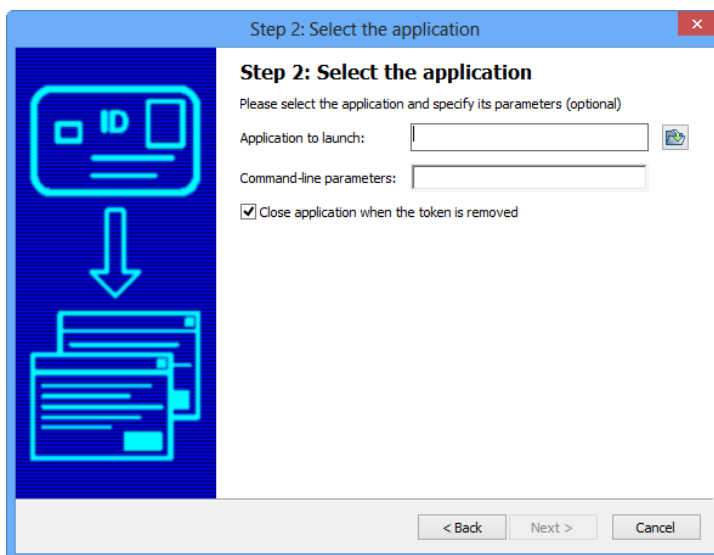 Step 2: Select the application
x
Step 2: Select the application
Please select the application and specify its parameters (optional)
Application to launch:
Command-line parameters:
Close application when the token is removed
ID
< Back
Next >
Cancel